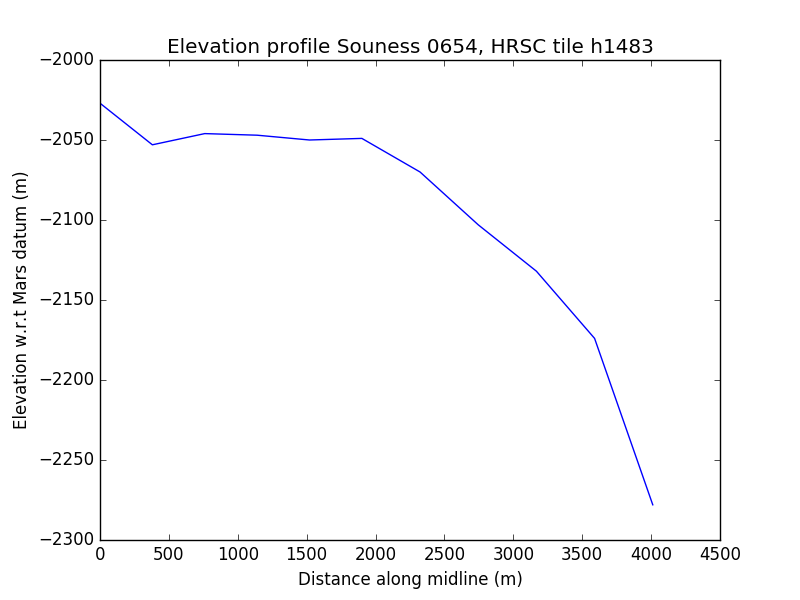 Elevation profile Souness 0654, HRSC tile h1483
−2000
−2050
−2100
−2150
−2200
−2250
−2300
Elevation w.r.t Mars datum (m)
0 500 1000 1500 2000 2500 3000 3500 4000 4500
Distance along midline (m)